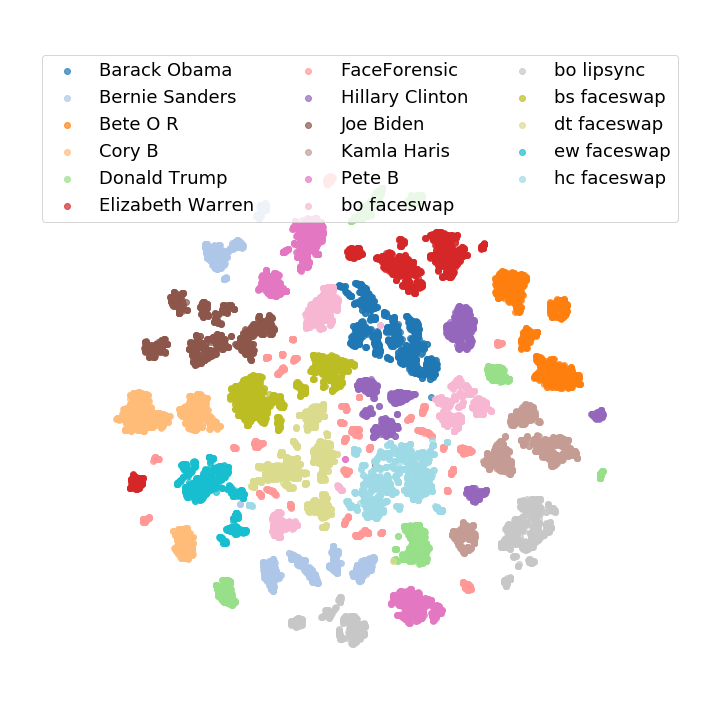 Barack Obama
Bernie Sanders
Bete O R
Cory B
Donald Trump
Elizabeth Warren
FaceForensic
Hillary Clinton
Joe Biden
Kamla Haris
Pete B
bo faceswap
bo lipsync
bs faceswap
dt faceswap
ew faceswap
hc faceswap